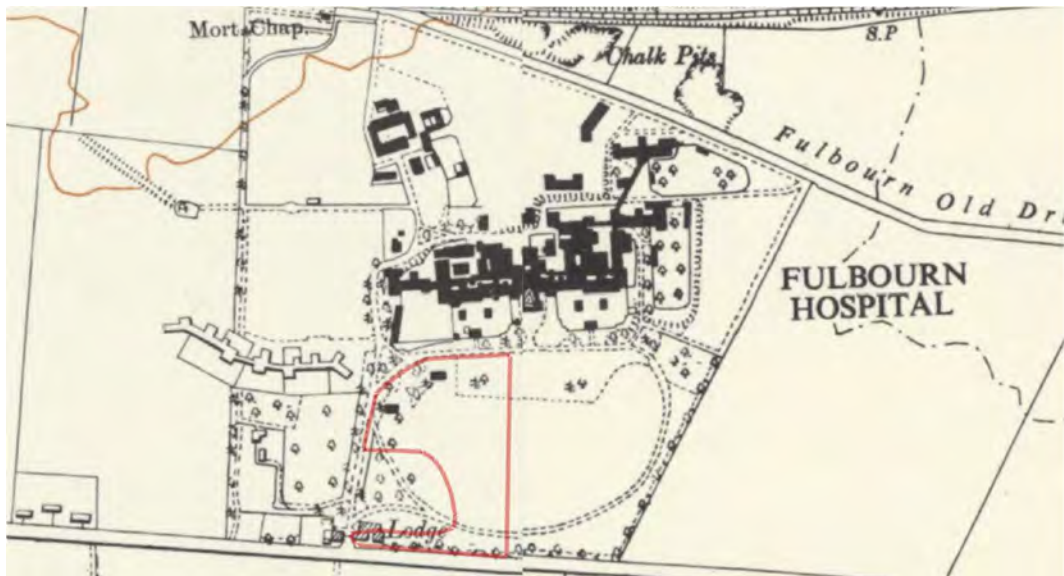 Mort. Chap.
S.P
Chalk Pits
Fulbourn Old Dr
FULBOURN
HOSPITAL
Lodge